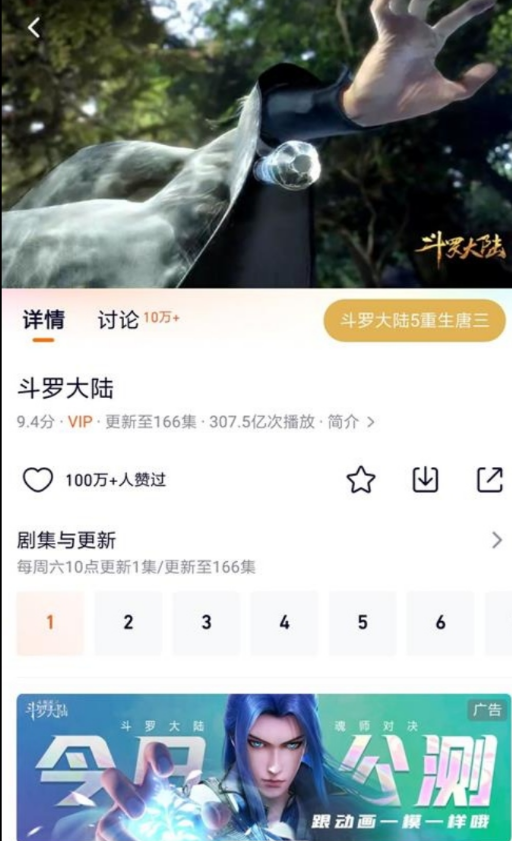 斗罗大陆
详情
讨论 10万+
斗罗大陆5重生唐三
斗罗大陆
9.4分 · VIP · 更新至166集 · 307.5亿次播放 · 简介 >
100万+人赞过
剧集与更新 >
每周六10点更新1集/更新至166集
1 2 3 4 5 6
斗罗大陆
广告
斗罗大陆 魂师对决
今日公测
跟动画一模一样哦